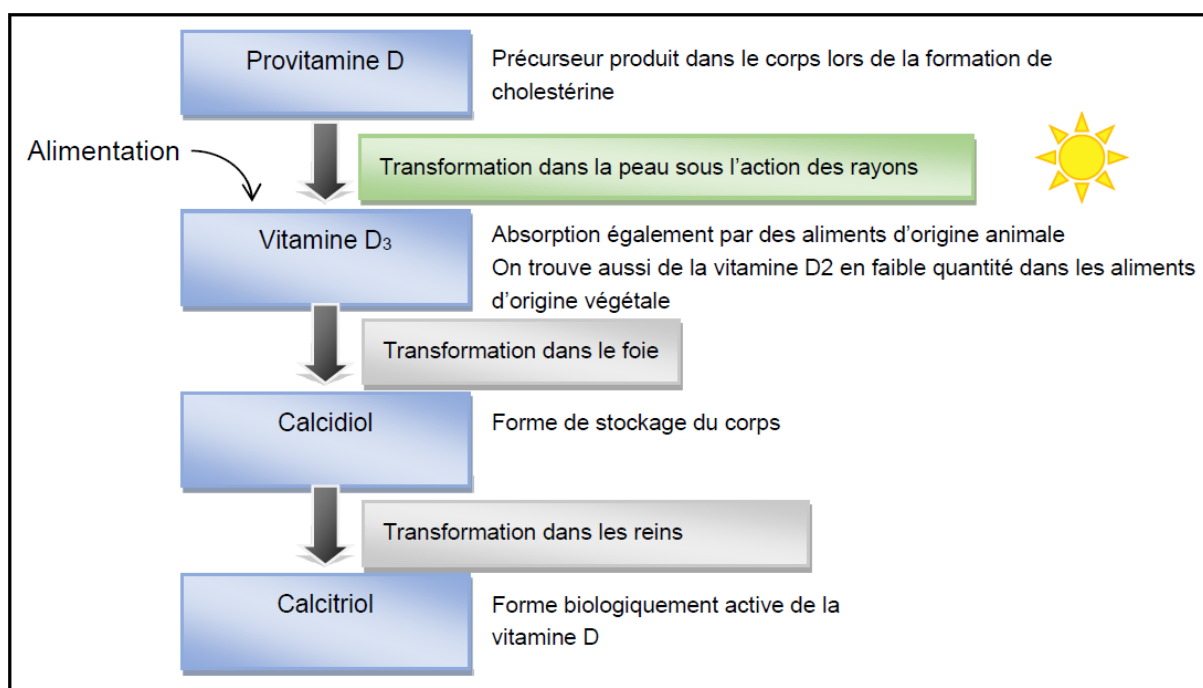 Provitamine D
Précurseur produit dans le corps lors de la formation de
cholestérine
Alimentation
Transformation dans la peau sous l’action des rayons
Vitamine D₃
Absorption également par des aliments d’origine animale
On trouve aussi de la vitamine D2 en faible quantité dans les aliments
d’origine végétale
Transformation dans le foie
Calcidiol
Forme de stockage du corps
Transformation dans les reins
Calcitriol
Forme biologiquement active de la
vitamine D